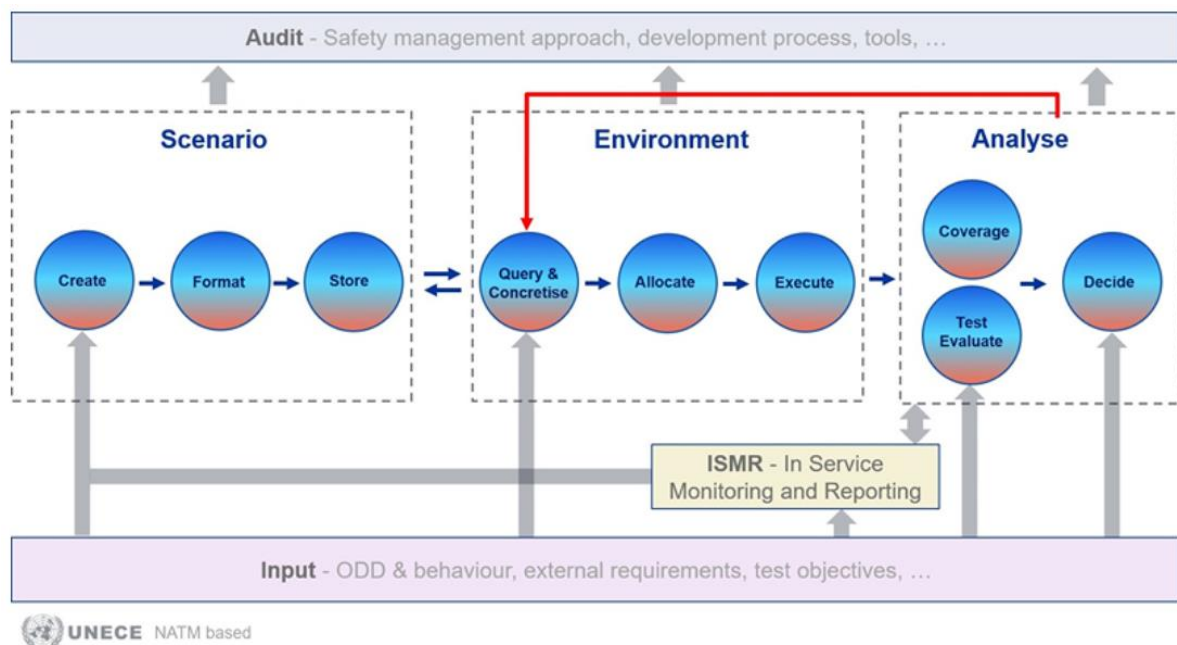 Audit - Safety management approach, development process, tools, …
Scenario
Environment
Analyse
Create
Format
Store
Query &
Concretise
Allocate
Execute
Coverage
Test
Evaluate
Decide
ISMR - In Service
Monitoring and Reporting
Input - ODD & behaviour, external requirements, test objectives, …
UNECE NATM based